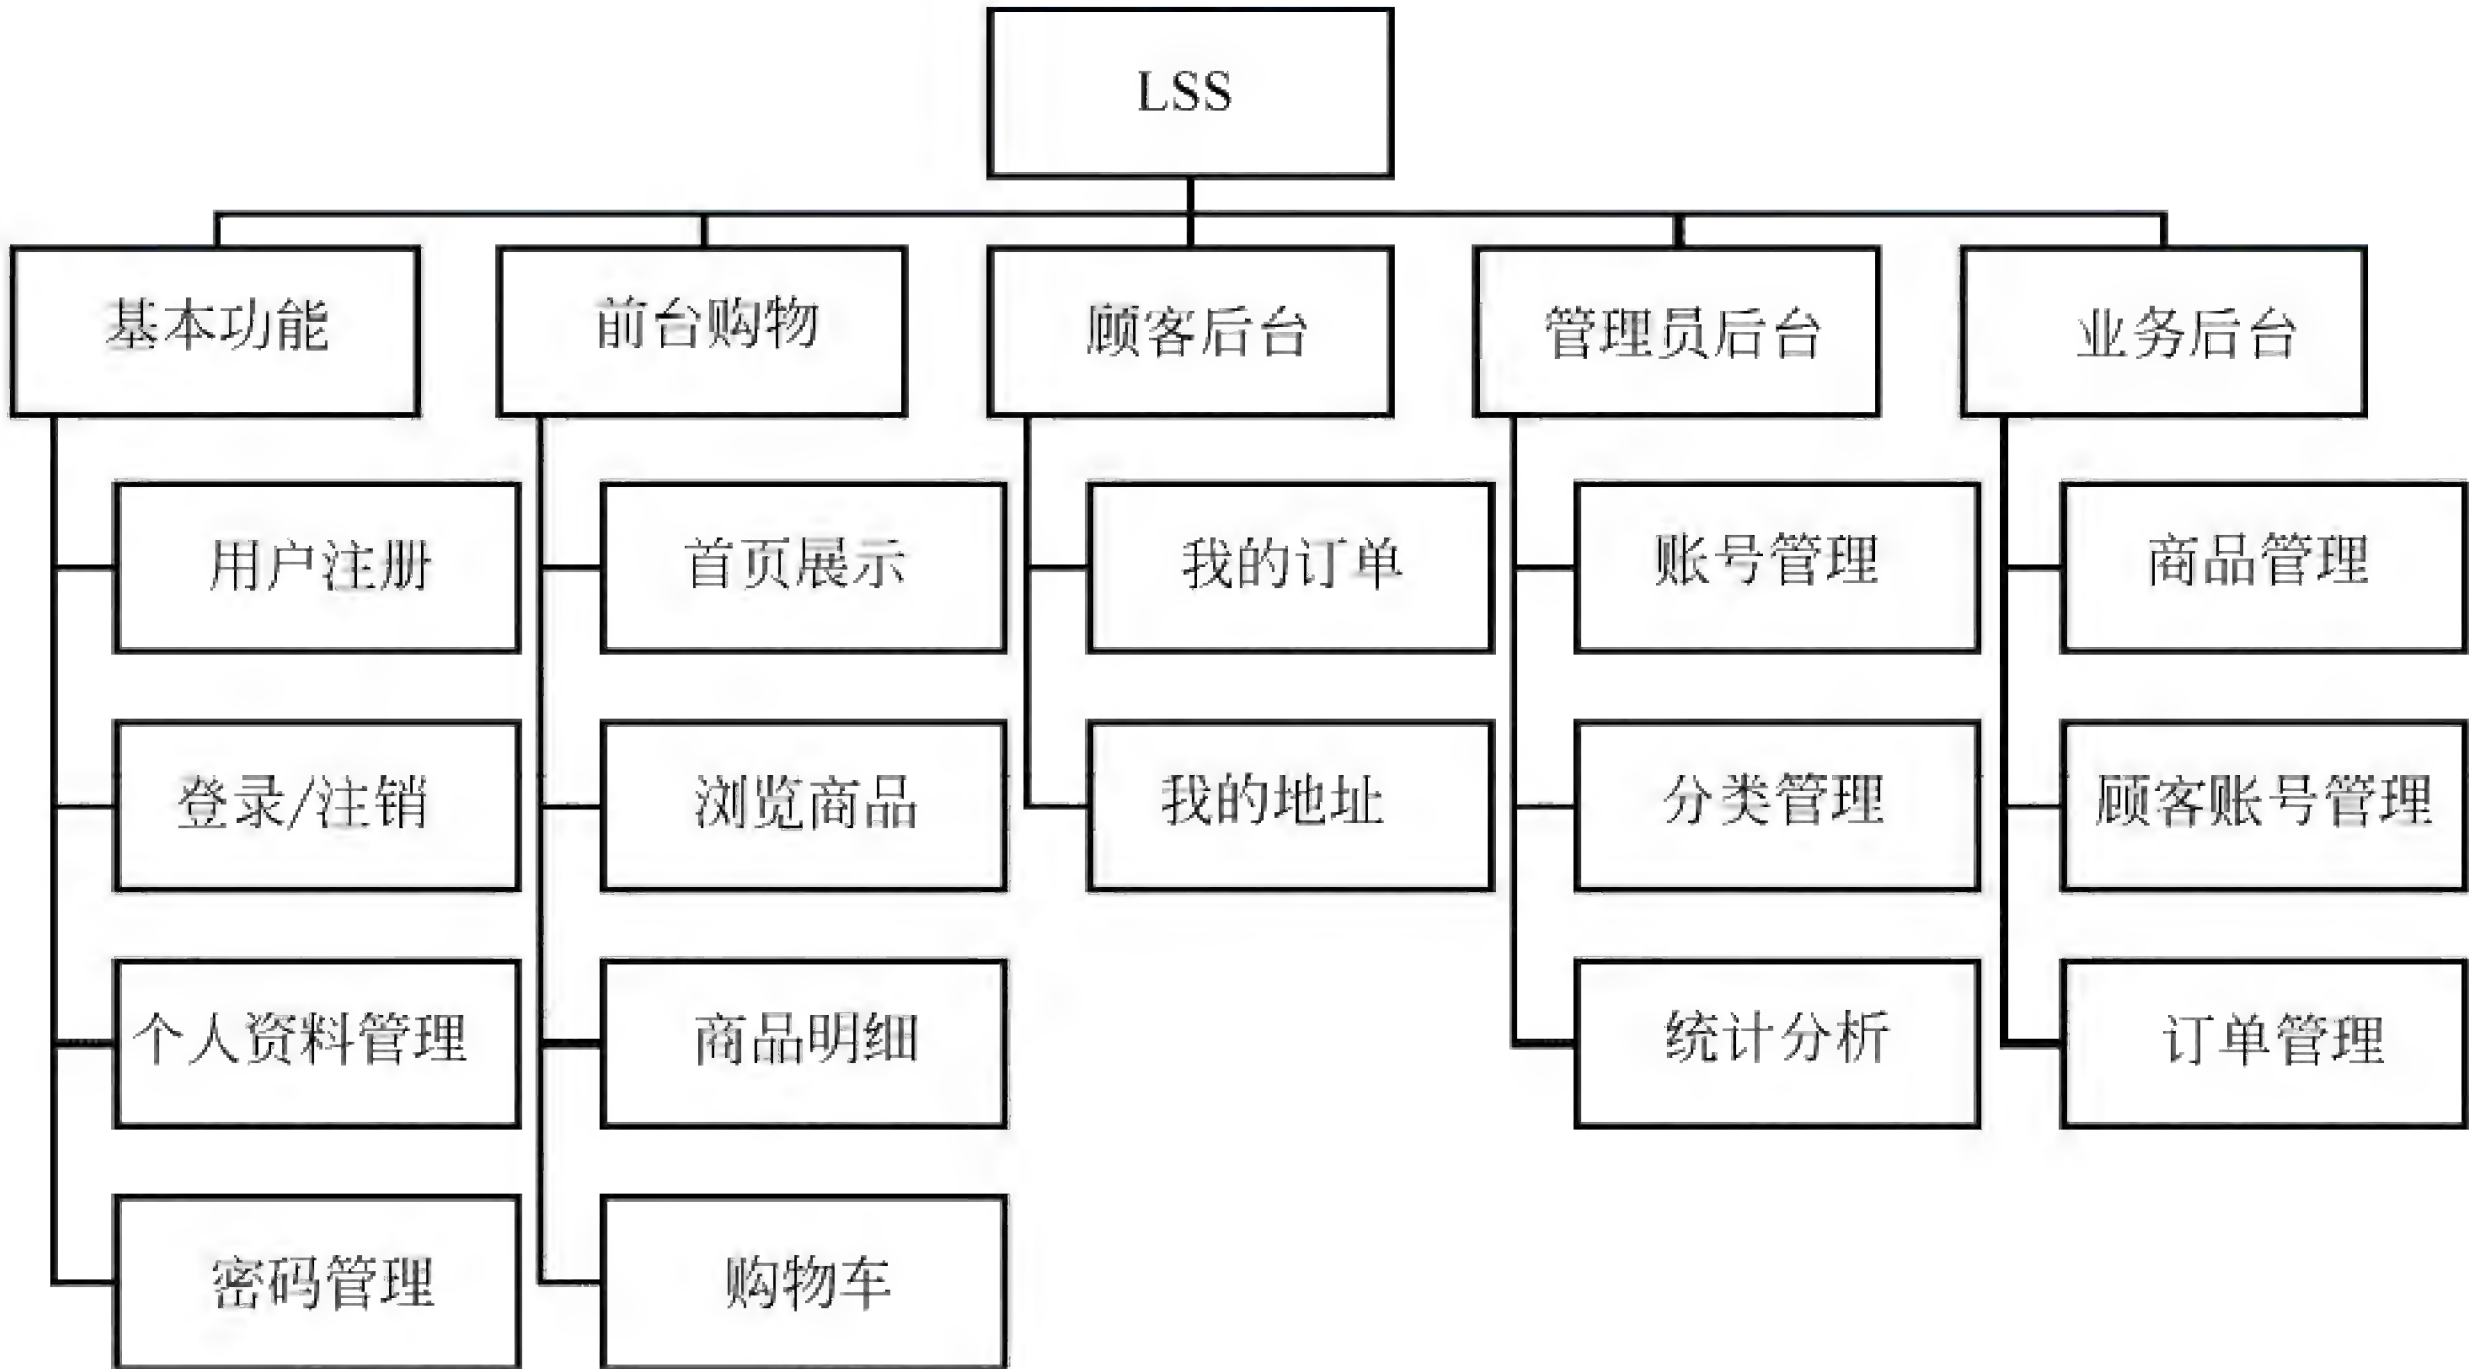 LSS
基本功能
前台购物
顾客后台
管理员后台
业务后台
用户注册
首页展示
我的订单
账号管理
商品管理
登录/注销
浏览商品
我的地址
分类管理
顾客账号管理
个人资料管理
商品明细
统计分析
订单管理
密码管理
购物车